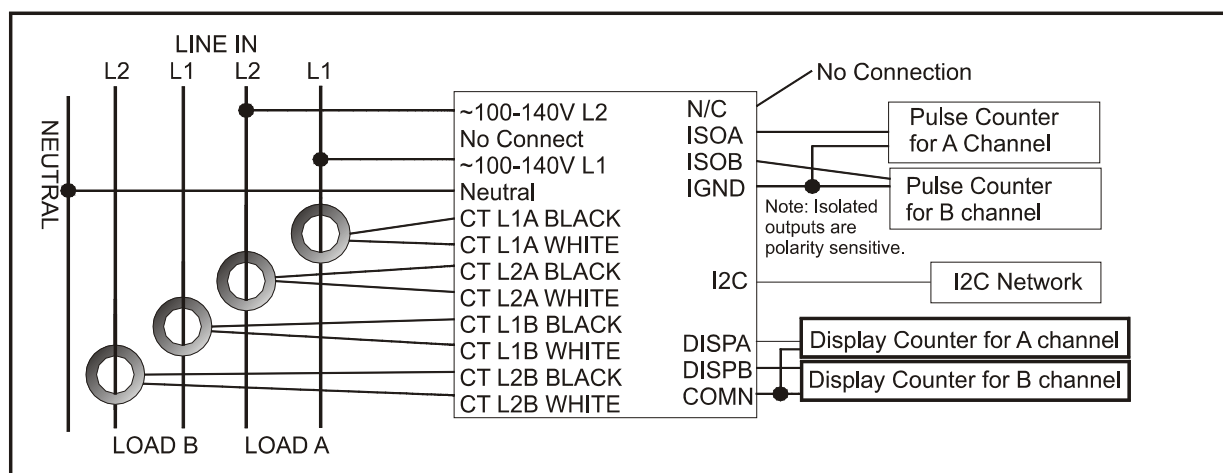 LINE IN
L2
L1
L2
L1
NEUTRAL
~100-140V L2
No Connect
~100-140V L1
Neutral
CT L1A BLACK
CT L1A WHITE
CT L2A BLACK
CT L2A WHITE
CT L1B BLACK
CT L1B WHITE
CT L2B BLACK
CT L2B WHITE
LOAD B
LOAD A
N/C
ISOA
ISOB
IGND
I2C
DISPA
DISPB
COMN
No Connection
Pulse Counter
for A Channel
Pulse Counter
for B channel
Note: Isolated
outputs are
polarity sensitive.
I2C Network
Display Counter for A channel
Display Counter for B channel